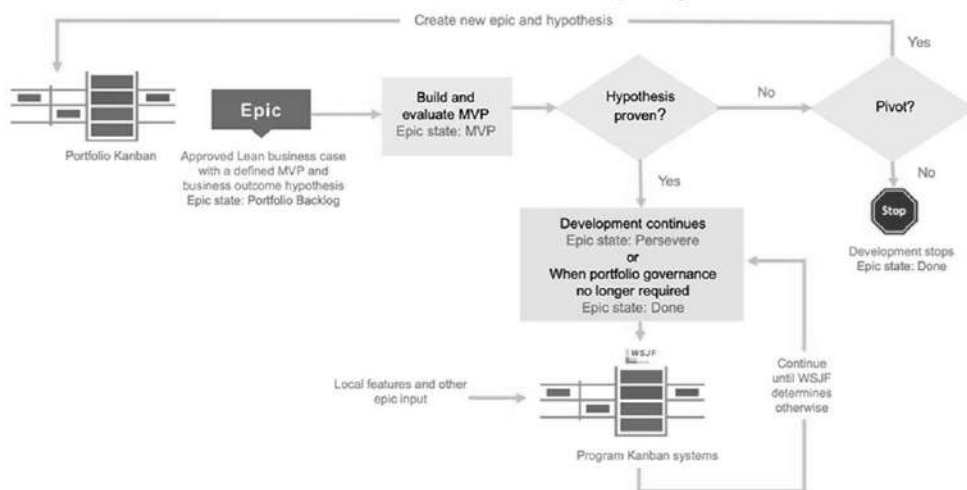 Create new epic and hypothesis
Yes
Epic
Build and
evaluate MVP
Epic state: MVP
Hypothesis
proven?
No
Pivot?
Portfolio Kanban
Approved Lean business case
with a defined MVP and
business outcome hypothesis
Epic state: Portfolio Backlog
Yes
No
Stop
Development stops
Epic state: Done
Development continues
Epic state: Persevere
or
When portfolio governance
no longer required
Epic state: Done
WSJF
Local features and other
epic input
Continue
until WSJF
determines
otherwise
Program Kanban systems